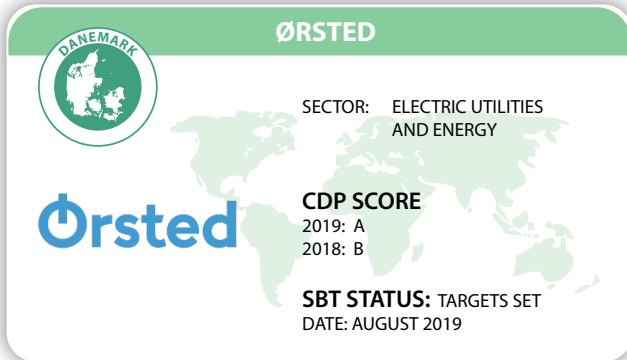 ØRSTED
DANEMARK
SECTOR: ELECTRIC UTILITIES
AND ENERGY
Ørsted
CDP SCORE
2019: A
2018: B
SBT STATUS: TARGETS SET
DATE: AUGUST 2019